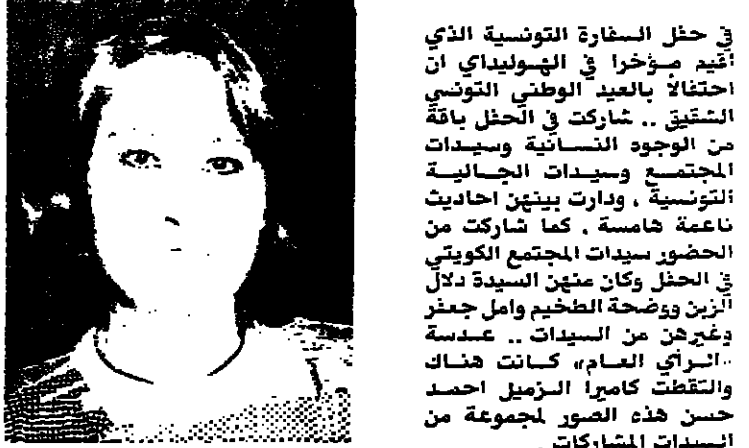 في حفل السفارة التونسية الذي
أقيم مؤخرا في الهوليداي ان
احتفالاً بالعيد الوطني التونسي
الشقيق .. شاركت في الحفل باقة
من الوجوه النسائية وسيدات
المجتمع وسيدات الجالية
التونسية ، ودارت بينهن احاديث
ناعمة هامسة ، كما شاركت من
الحضور سيدات المجتمع الكويتي
في الحفل وكان منهن السيدة دلال
الزبن ووضحة الطخيم وامل جعفر
وغيرهن من السيدات .. عدسة
«الرأي العام» كانت هناك
والتقطت كاميرا الزميل احمد
حسن هذه الصور لمجموعة من
السيدات المشاركات .